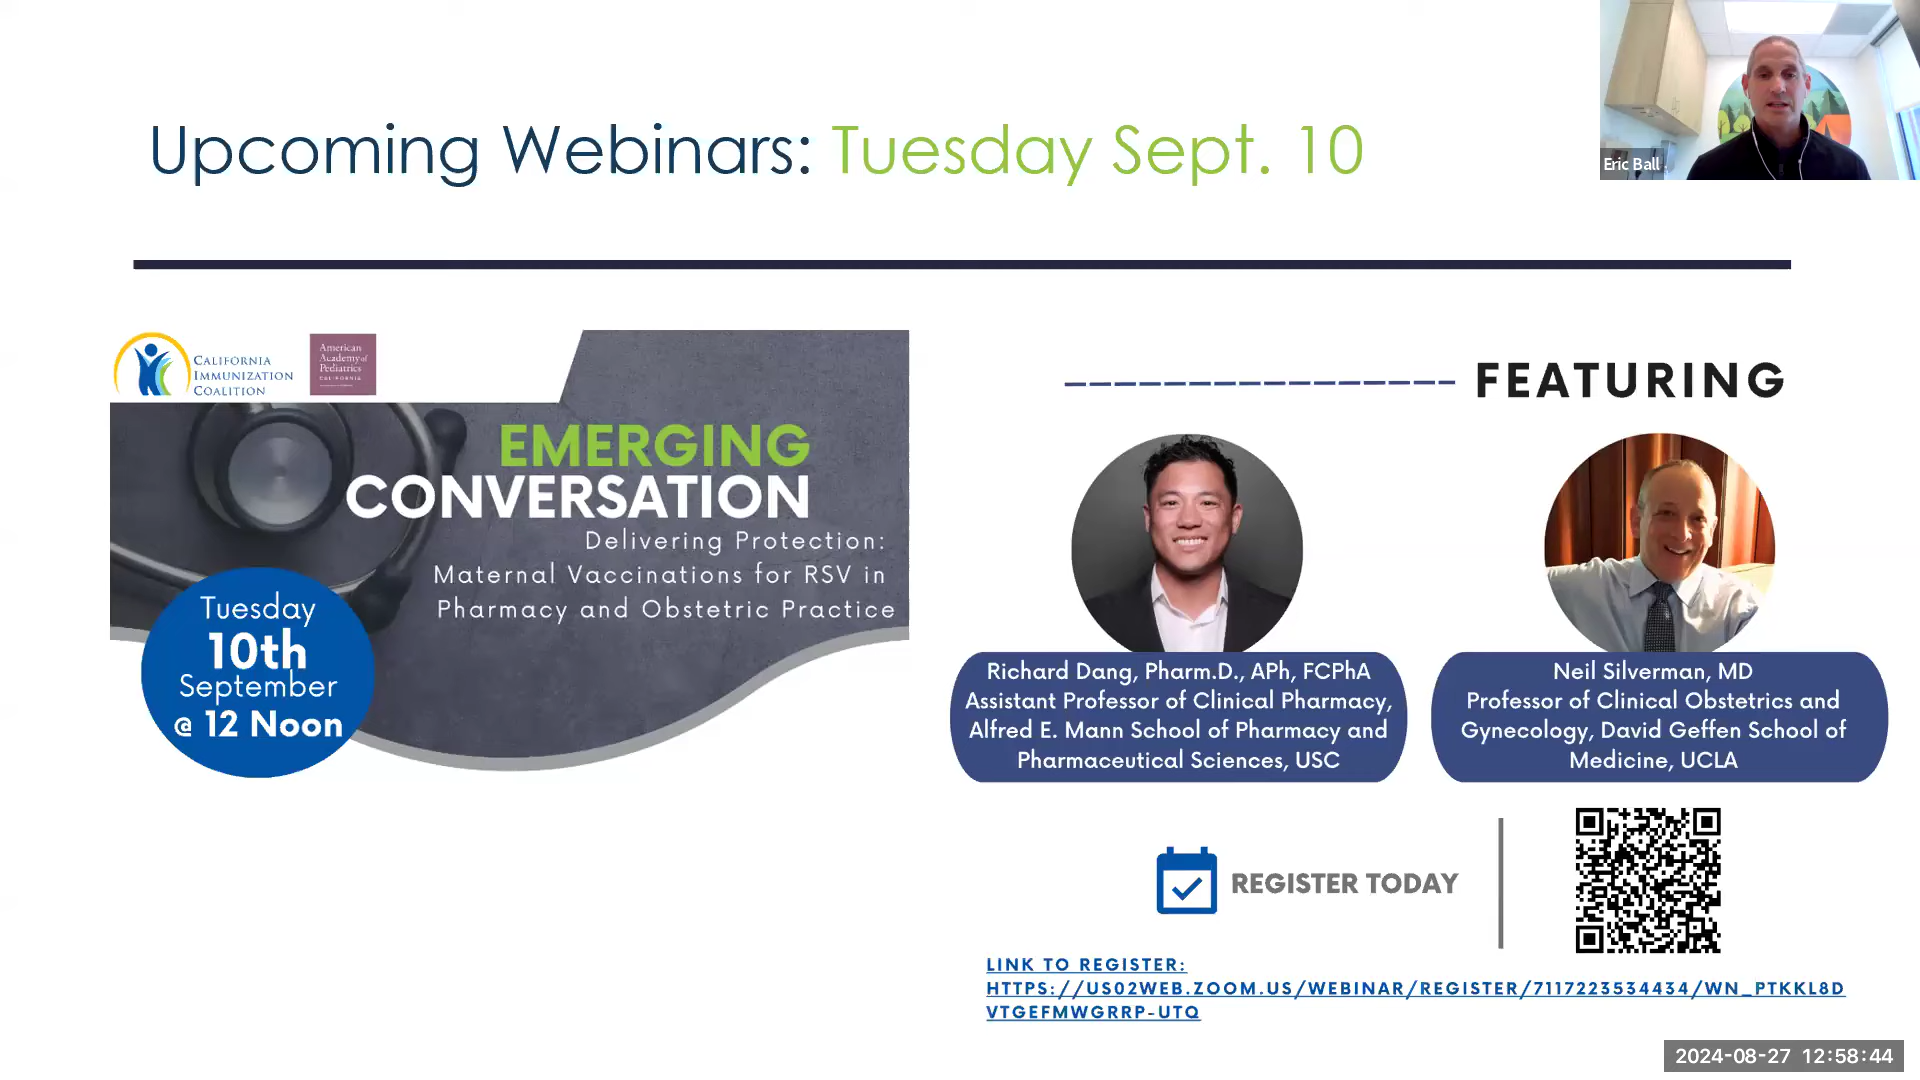 Upcoming Webinars: Tuesday Sept. 10
Eric Ball
CALIFORNIA
IMMUNIZATION
COALITION
American
Academy of
Pediatrics
CALIFORNIA
EMERGING
CONVERSATION
Delivering Protection:
Maternal Vaccinations for RSV in
Pharmacy and Obstetric Practice
Tuesday
10th
September
@ 12 Noon
FEATURING
Richard Dang, Pharm.D., APh, FCPhA
Assistant Professor of Clinical Pharmacy,
Alfred E. Mann School of Pharmacy and
Pharmaceutical Sciences, USC
Neil Silverman, MD
Professor of Clinical Obstetrics and
Gynecology, David Geffen School of
Medicine, UCLA
REGISTER TODAY
LINK TO REGISTER:
HTTPS://US02WEB.ZOOM.US/WEBINAR/REGISTER/7117223534434/WN_PTKKL8D
VTGEFMWGRRP-UTQ
2024-08-27 12:58:44